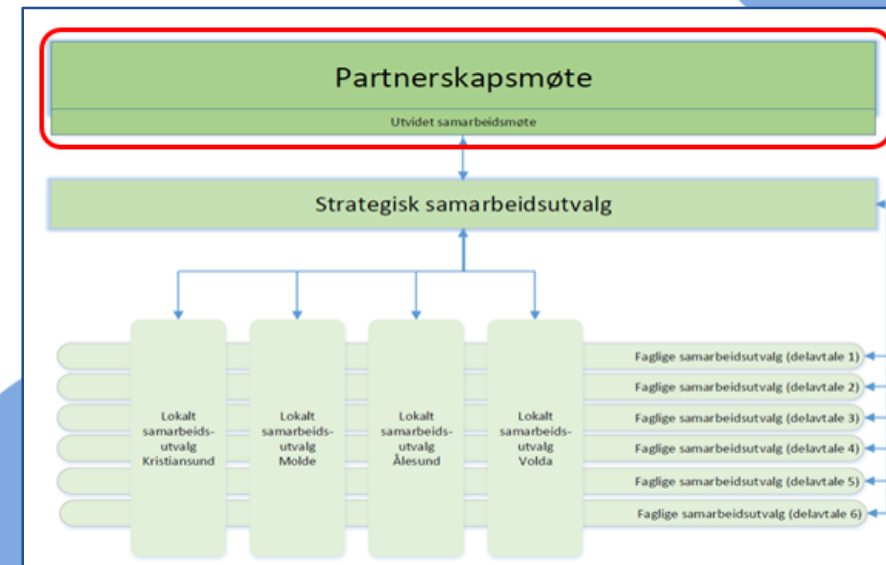 Partnerskapsmøte
Utvidet samarbeidsmøte
Strategisk samarbeidsutvalg
Lokalt
samarbeids-
utvalg
Kristiansund
Lokalt
samarbeids-
utvalg
Molde
Lokalt
samarbeids-
utvalg
Ålesund
Lokalt
samarbeids-
utvalg
Volda
Faglige samarbeidsutvalg (delavtale 1)
Faglige samarbeidsutvalg (delavtale 2)
Faglige samarbeidsutvalg (delavtale 3)
Faglige samarbeidsutvalg (delavtale 4)
Faglige samarbeidsutvalg (delavtale 5)
Faglige samarbeidsutvalg (delavtale 6)